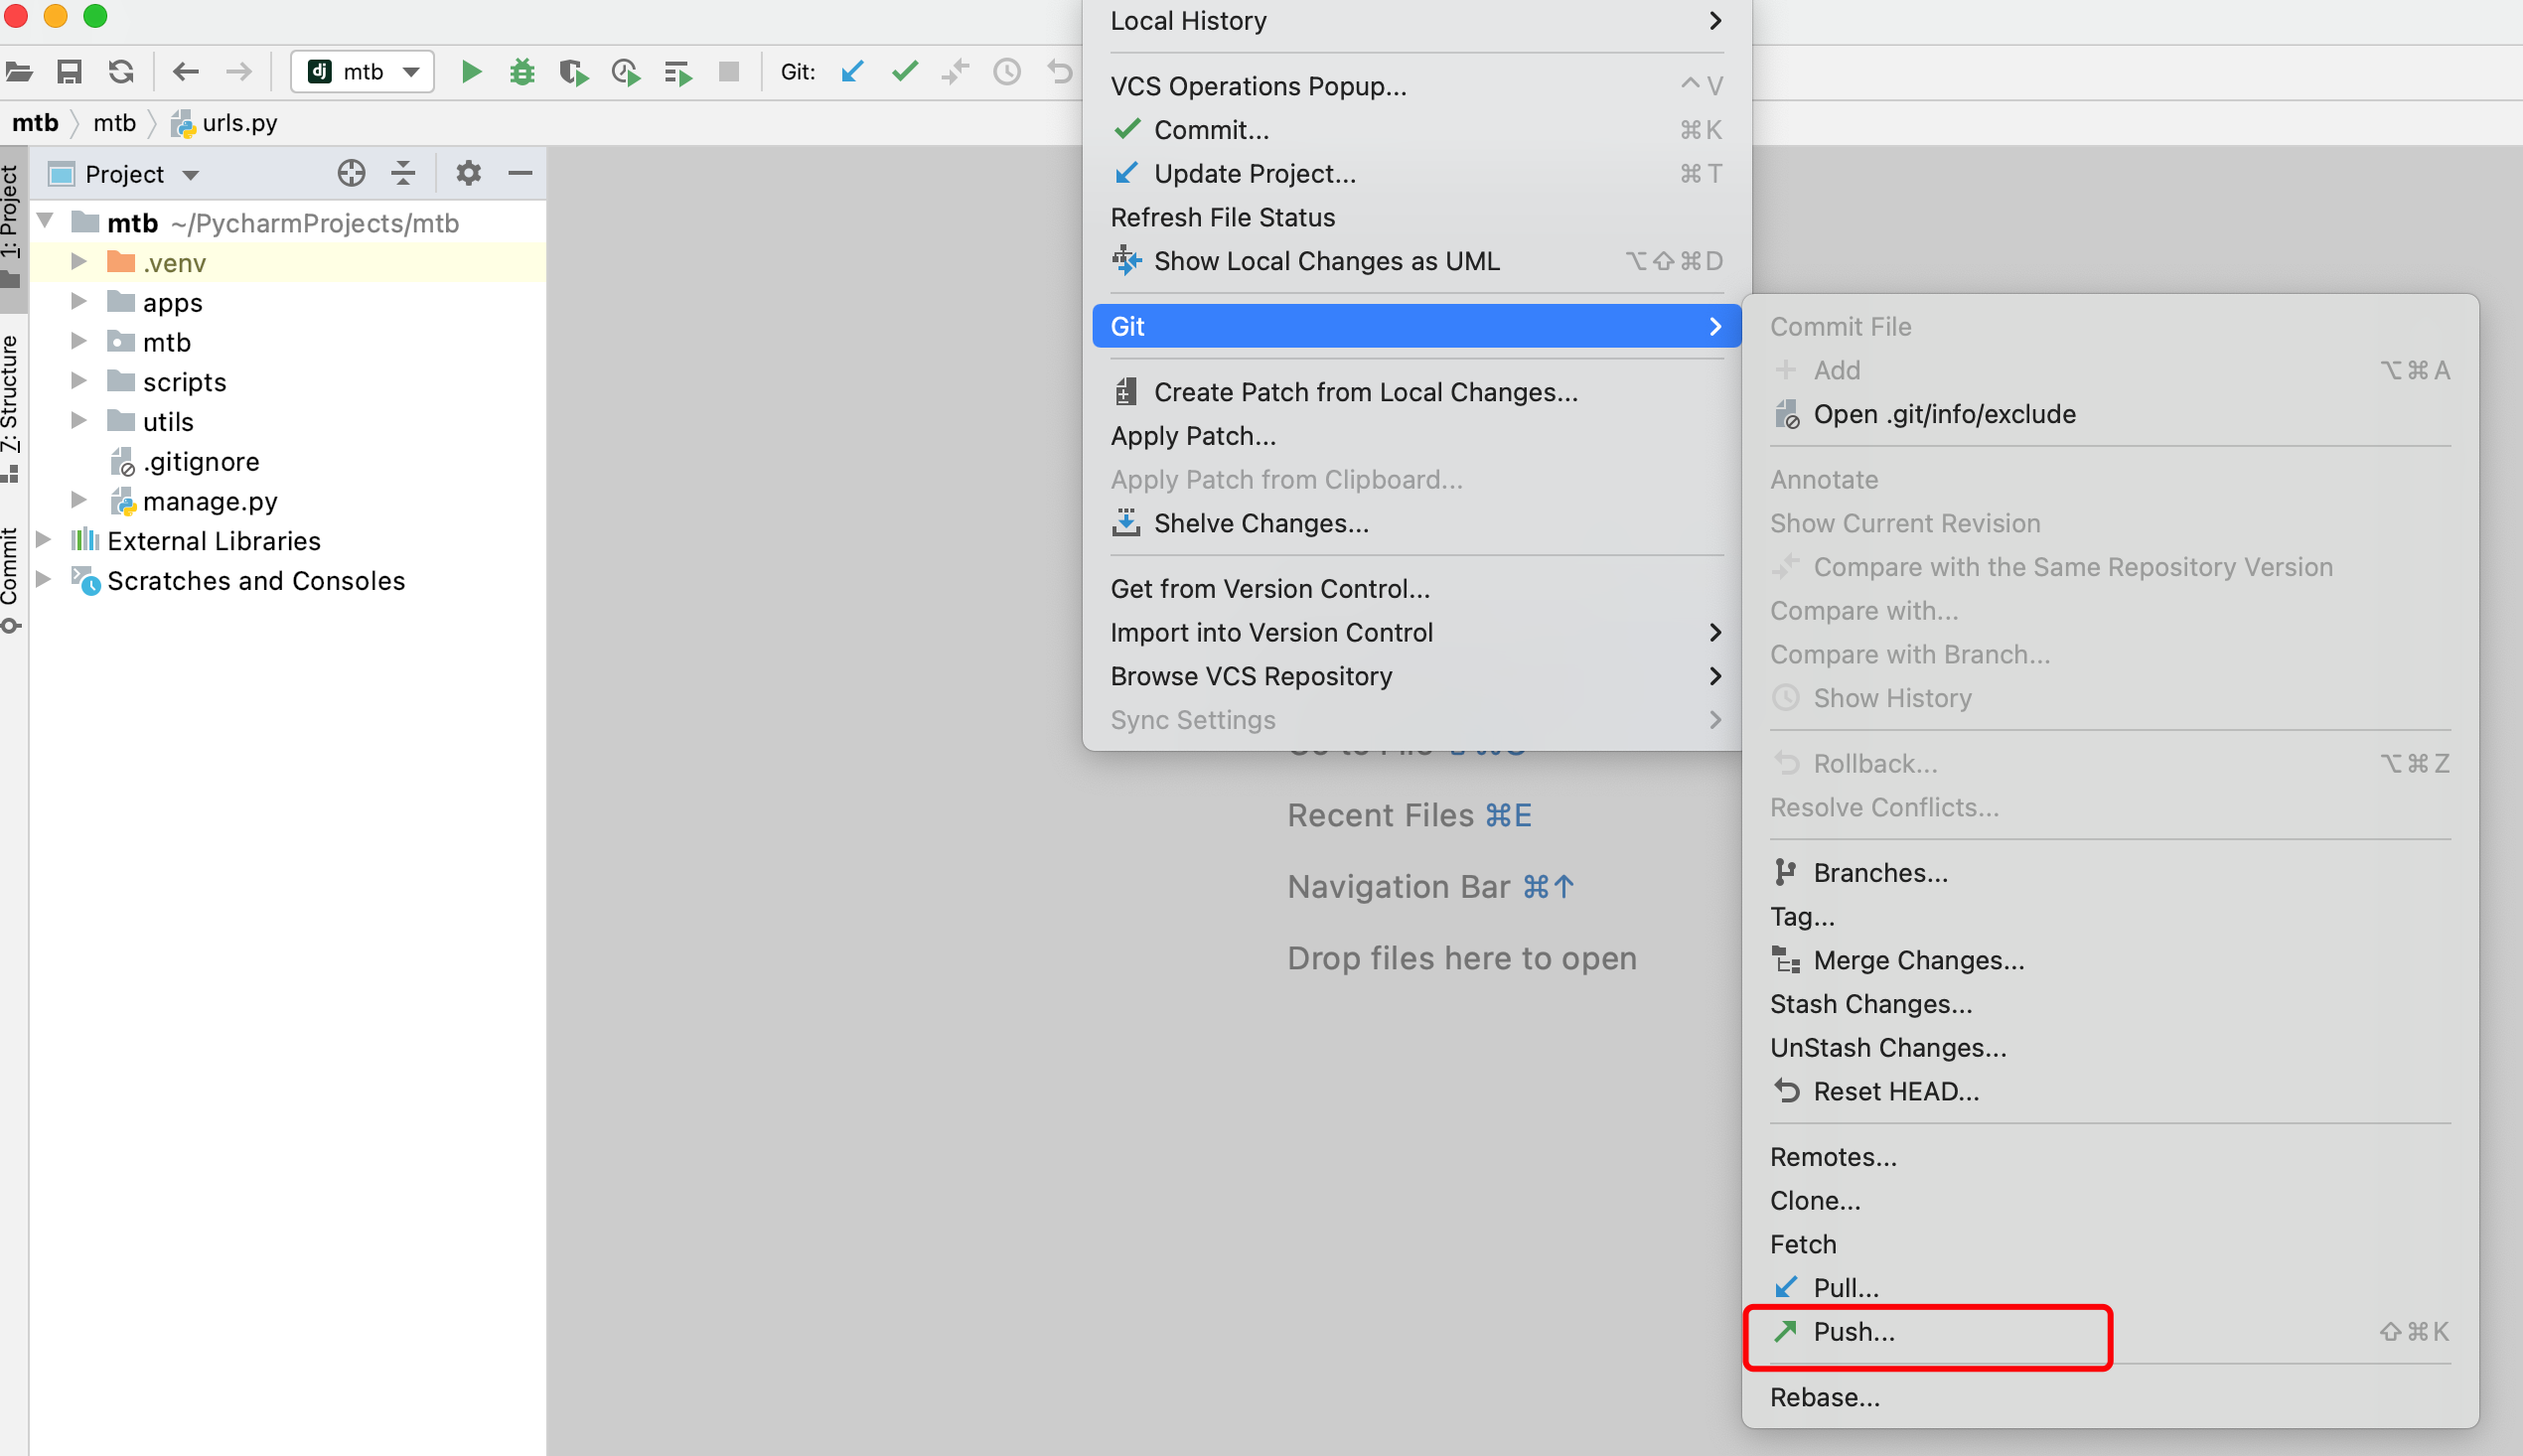 Local History
dj mtb
Git:
VCS Operations Popup... ^V
Commit... ⌘K
Update Project... ⌘T
Refresh File Status
Show Local Changes as UML ⌥⇧⌘D
Git
Create Patch from Local Changes...
Apply Patch...
Apply Patch from Clipboard...
Shelve Changes...
Get from Version Control...
Import into Version Control
Browse VCS Repository
Sync Settings
mtb mtb urls.py
1: Project
Z: Structure
Commit
Project
mtb ~/PycharmProjects/mtb
.venv
apps
mtb
scripts
utils
.gitignore
manage.py
External Libraries
Scratches and Consoles
Recent Files ⌘E
Navigation Bar ⌘↑
Drop files here to open
Commit File
Add ⌥⌘A
Open .git/info/exclude
Annotate
Show Current Revision
Compare with the Same Repository Version
Compare with...
Compare with Branch...
Show History
Rollback... ⌥⌘Z
Resolve Conflicts...
Branches...
Tag...
Merge Changes...
Stash Changes...
UnStash Changes...
Reset HEAD...
Remotes...
Clone...
Fetch
Pull...
Push... ⇧⌘K
Rebase...